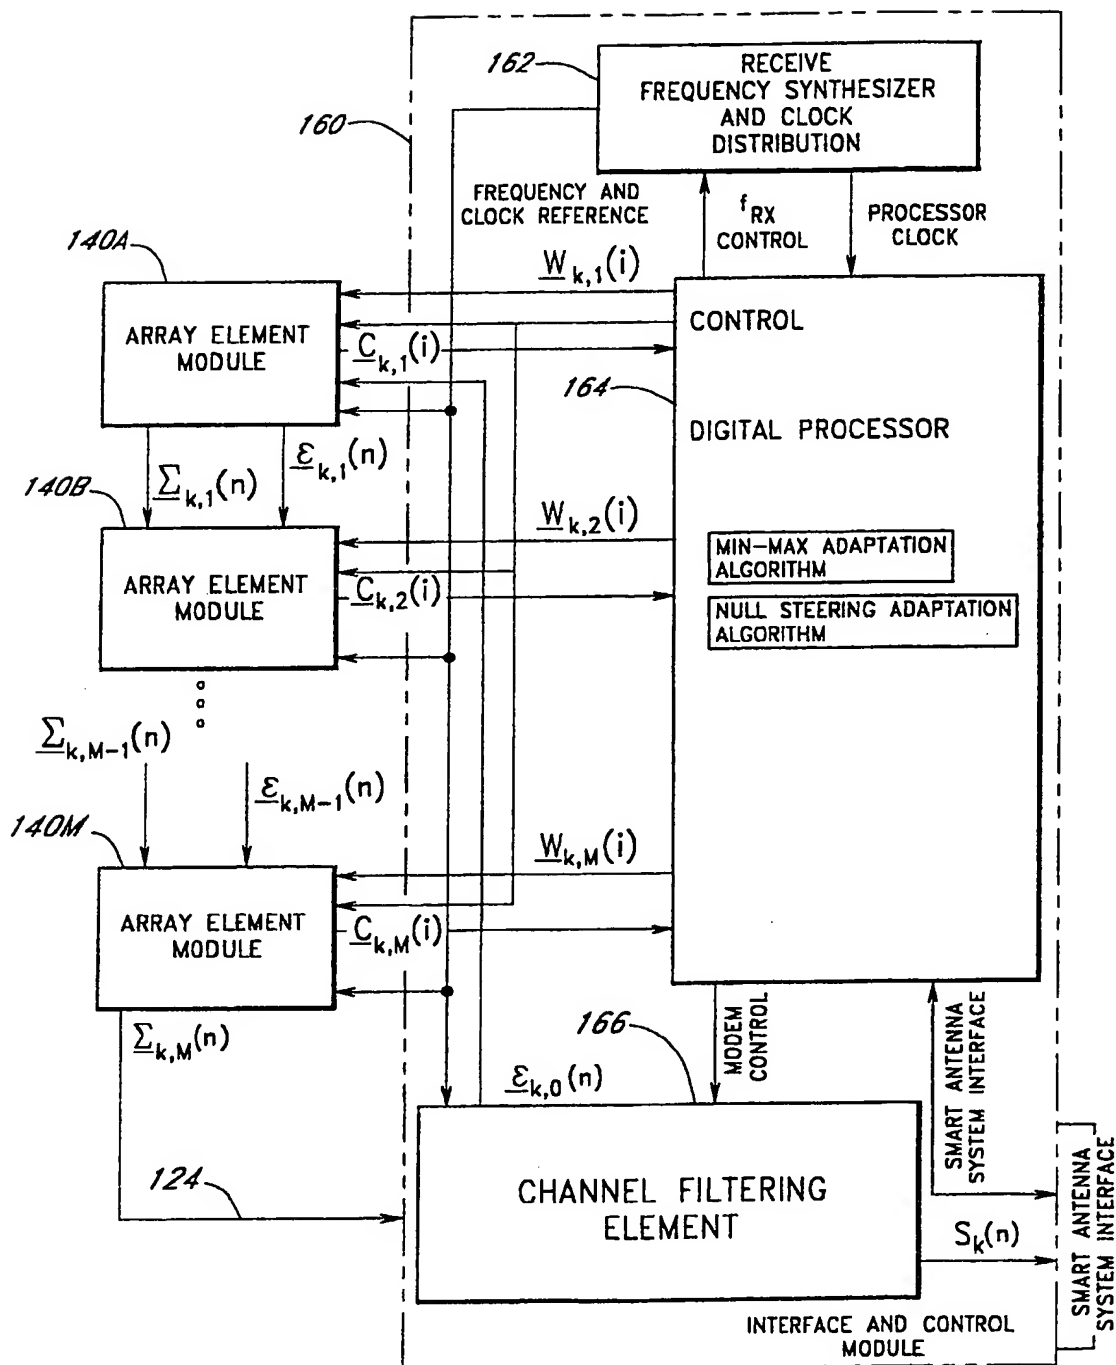 162
RECEIVE
FREQUENCY SYNTHESIZER
AND CLOCK
DISTRIBUTION
160
FREQUENCY AND
CLOCK REFERENCE
f RX
CONTROL
PROCESSOR
CLOCK
140A
W k,1 (i)
ARRAY ELEMENT
MODULE
CONTROL
C k,1 (i)
164
DIGITAL PROCESSOR
Σ k,1 (n)
ε k,1 (n)
140B
W k,2 (i)
ARRAY ELEMENT
MODULE
C k,2 (i)
MIN-MAX ADAPTATION
ALGORITHM
NULL STEERING ADAPTATION
ALGORITHM
Σ k,M-1 (n)
ε k,M-1 (n)
140M
W k,M (i)
ARRAY ELEMENT
MODULE
C k,M (i)
Σ k,M (n)
166
MODEM
CONTROL
SMART ANTENNA
SYSTEM INTERFACE
ε k,0 (n)
124
CHANNEL FILTERING
ELEMENT
S k (n)
SMART ANTENNA
SYSTEM INTERFACE
INTERFACE AND CONTROL
MODULE